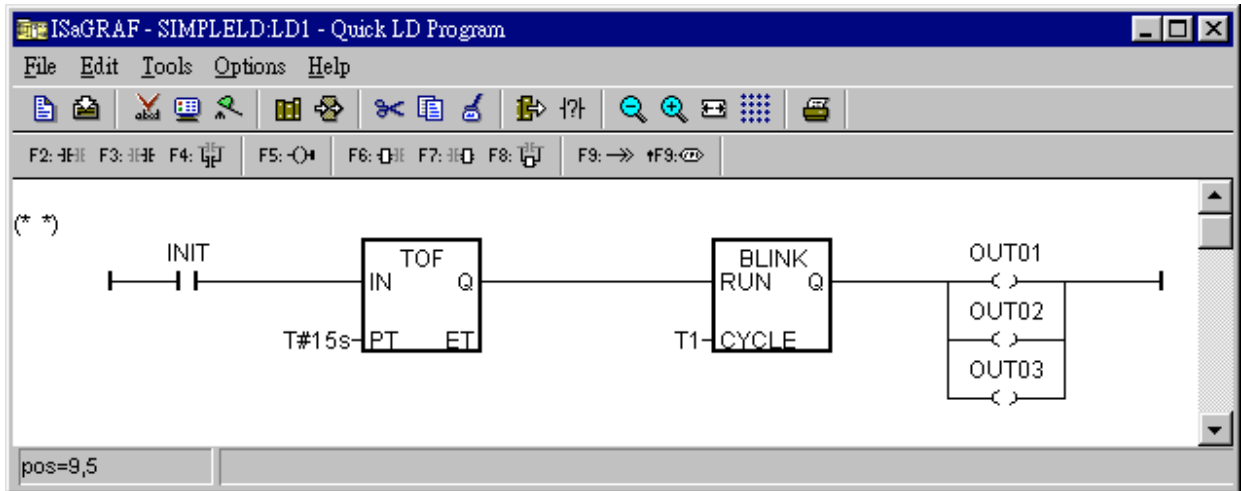 ISaGRAF - SIMPLELD:LD1 - Quick LD Program
File Edit Tools Options Help
abcd
F2: F3: F4: F5: F6: F7: F8: F9: F9:
(* *)
INIT TOF BLINK OUT01
IN Q RUN Q
OUT02
T#15s PT ET T1 CYCLE
OUT03
pos=9,5